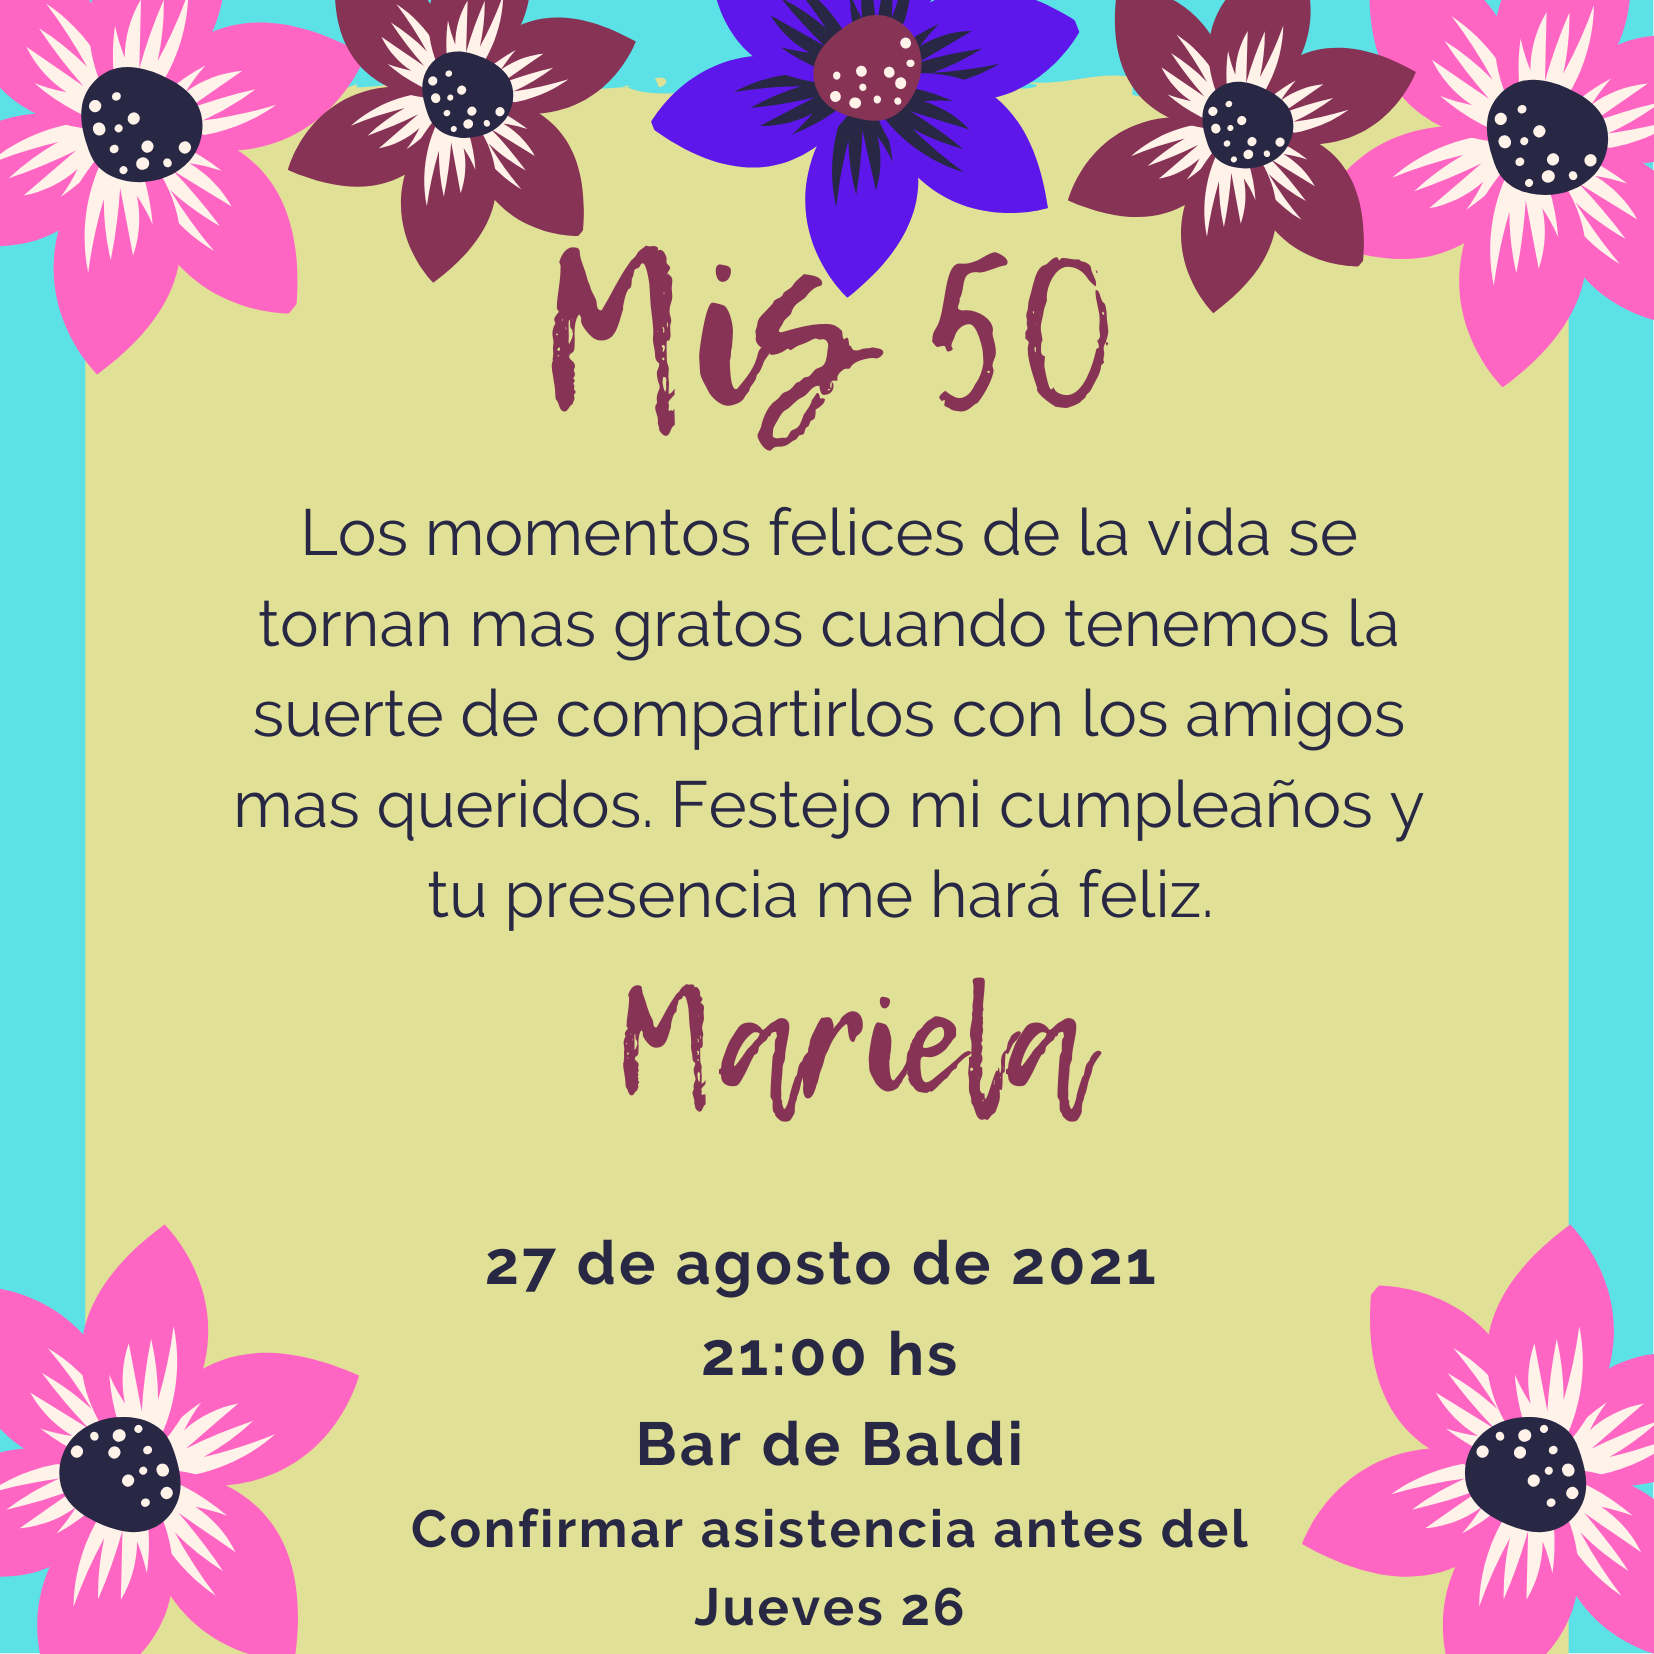 Mis 50
Los momentos felices de la vida se
tornan mas gratos cuando tenemos la
suerte de compartirlos con los amigos
mas queridos. Festejo mi cumpleaños y
tu presencia me hará feliz.
Mariela
27 de agosto de 2021
21:00 hs
Bar de Baldi
Confirmar asistencia antes del
Jueves 26